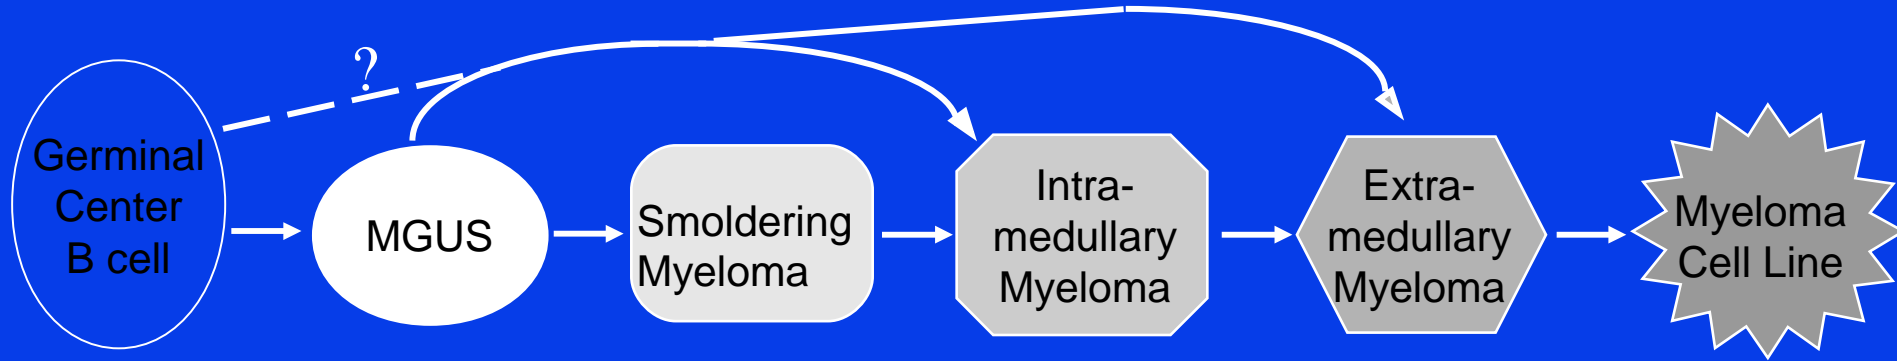 ?
Germinal
Center
B cell
MGUS
Smoldering
Myeloma
Intra-
medullary
Myeloma
Extra-
medullary
Myeloma
Myeloma
Cell Line